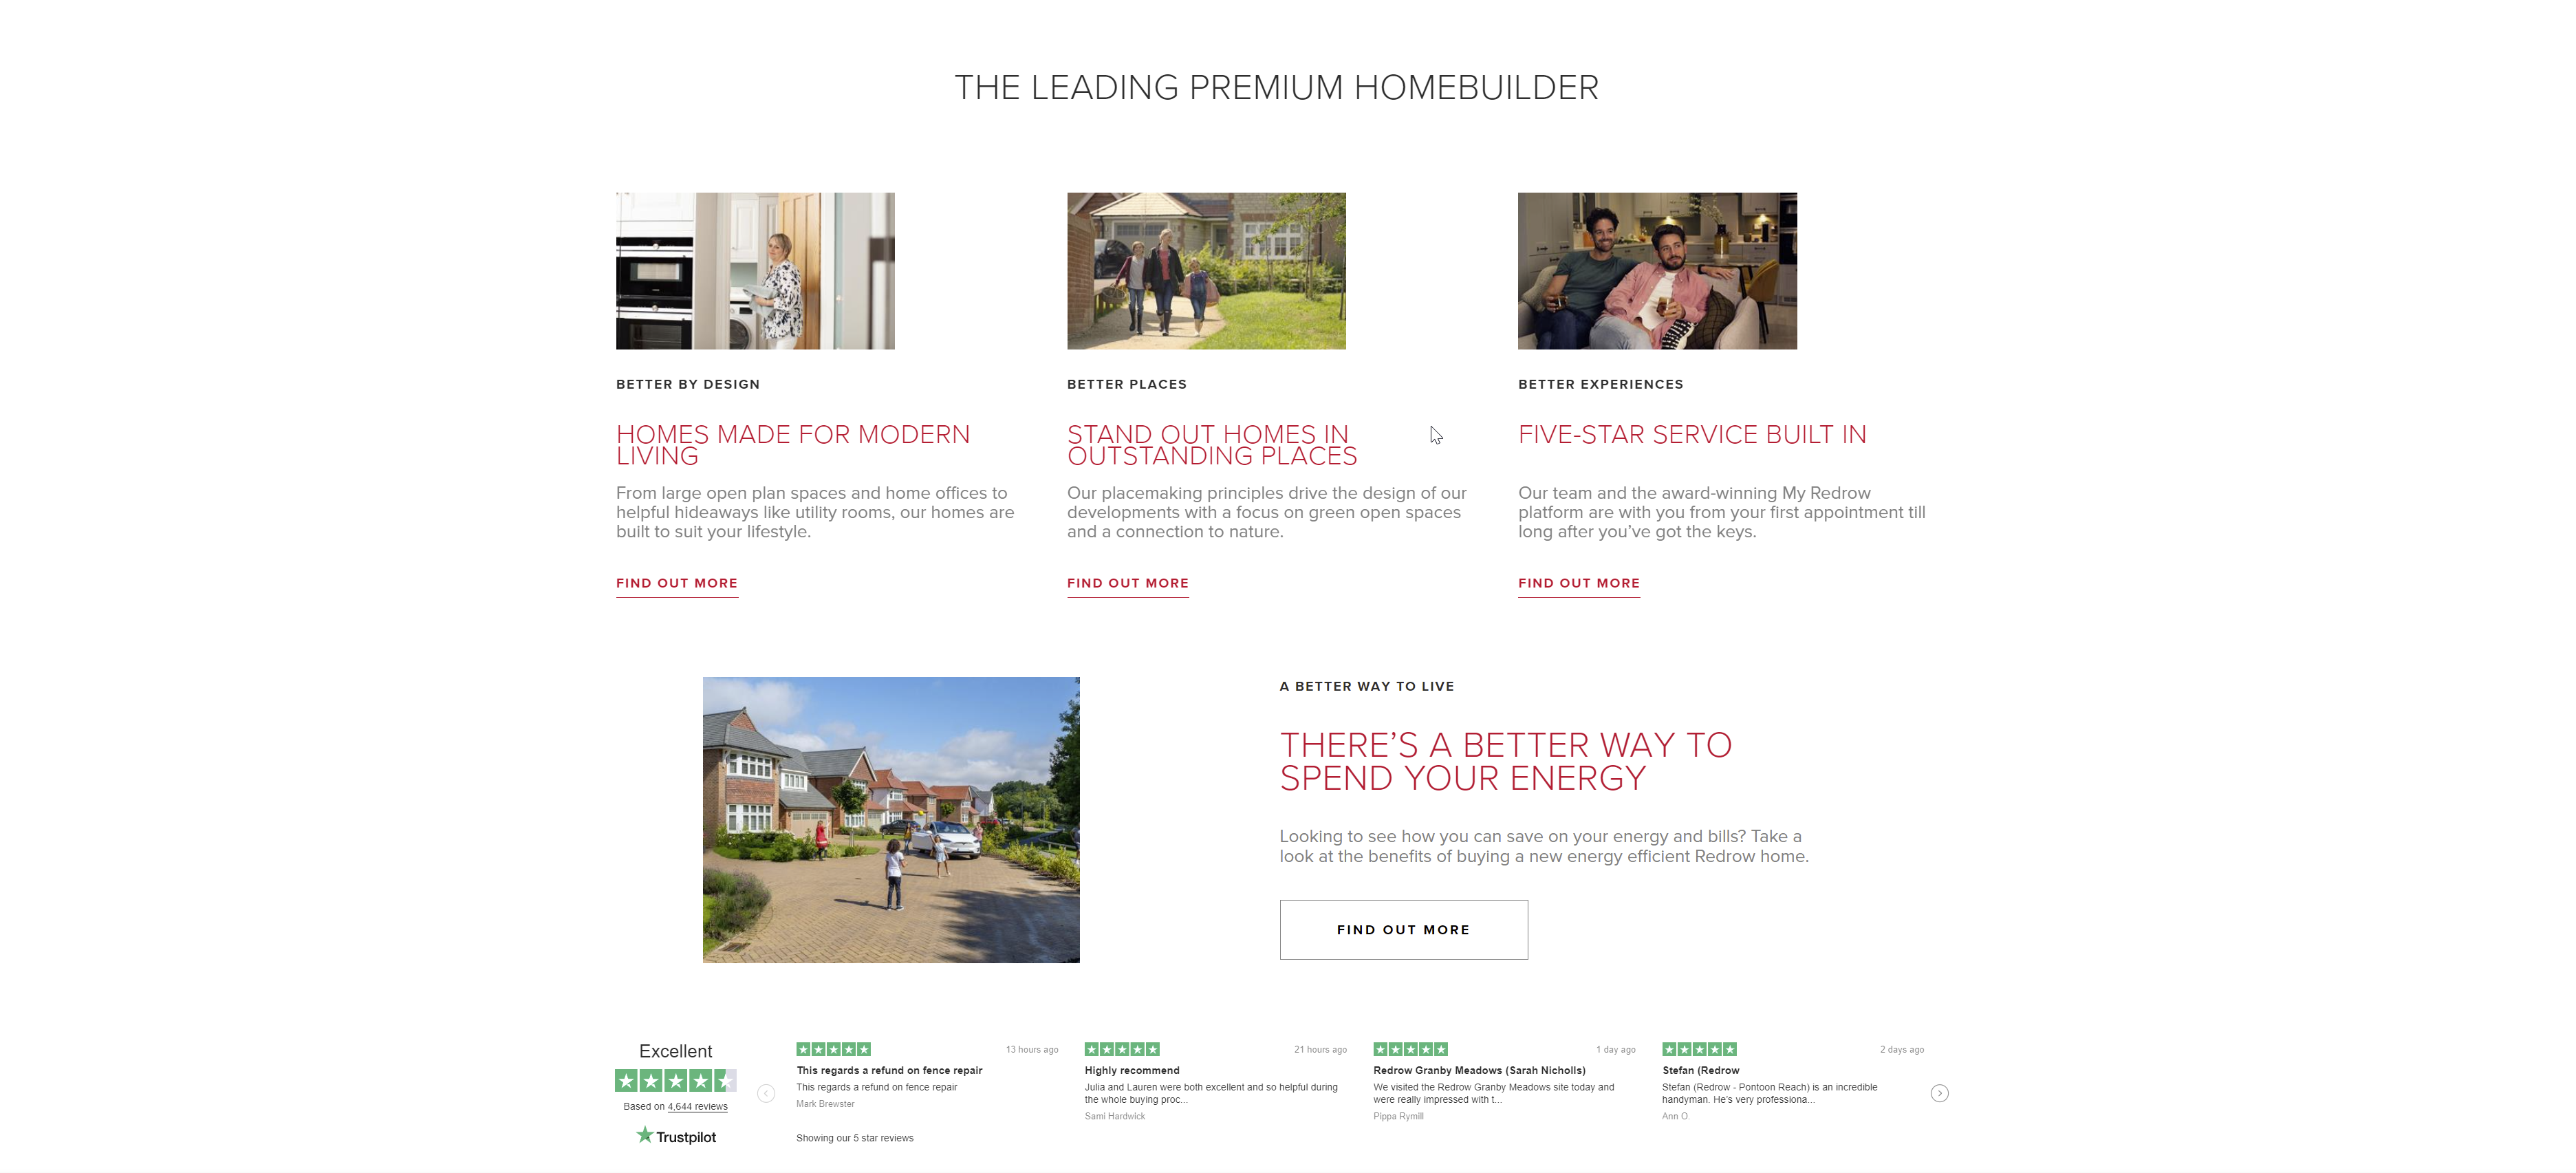 THE LEADING PREMIUM HOMEBUILDER
BETTER BY DESIGN
HOMES MADE FOR MODERN
LIVING
From large open plan spaces and home offices to
helpful hideaways like utility rooms, our homes are
built to suit your lifestyle.
FIND OUT MORE
BETTER PLACES
STAND OUT HOMES IN
OUTSTANDING PLACES
Our placemaking principles drive the design of our
developments with a focus on green open spaces
and a connection to nature.
FIND OUT MORE
BETTER EXPERIENCES
FIVE-STAR SERVICE BUILT IN
Our team and the award-winning My Redrow
platform are with you from your first appointment till
long after you’ve got the keys.
FIND OUT MORE
A BETTER WAY TO LIVE
THERE’S A BETTER WAY TO
SPEND YOUR ENERGY
Looking to see how you can save on your energy and bills? Take a
look at the benefits of buying a new energy efficient Redrow home.
FIND OUT MORE
Excellent
Based on 4,644 reviews
Trustpilot
13 hours ago
This regards a refund on fence repair
This regards a refund on fence repair
Mark Brewster
Showing our 5 star reviews
21 hours ago
Highly recommend
Julia and Lauren were both excellent and so helpful during
the whole buying proc...
Sami Hardwick
1 day ago
Redrow Granby Meadows (Sarah Nicholls)
We visited the Redrow Granby Meadows site today and
were really impressed with t...
Pippa Rymill
2 days ago
Stefan (Redrow
Stefan (Redrow - Pontoon Reach) is an incredible
handyman. He’s very professiona...
Ann O.